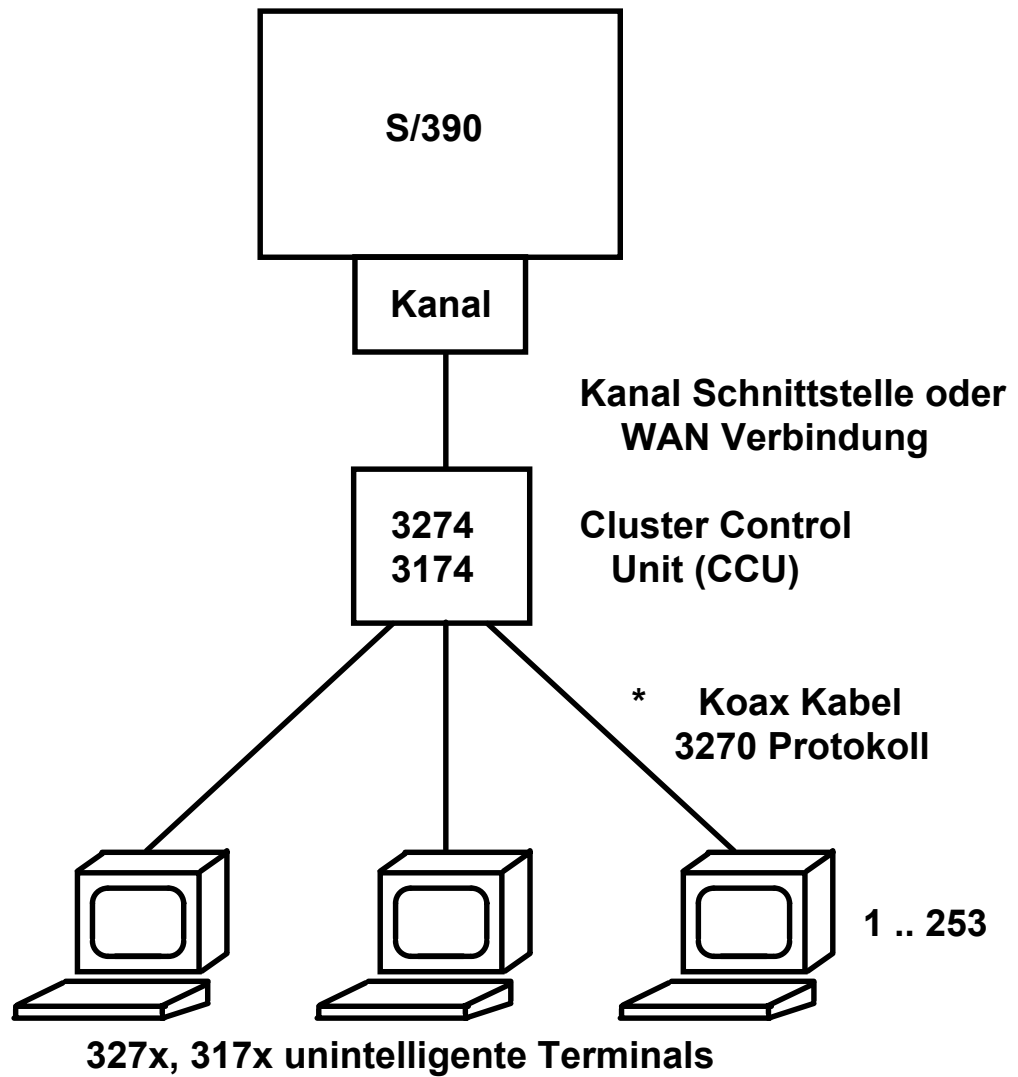 S/390
Kanal
Kanal Schnittstelle oder
WAN Verbindung
3274
3174
Cluster Control
Unit (CCU)
* Koax Kabel
3270 Protokoll
1 .. 253
327x, 317x unintelligente Terminals